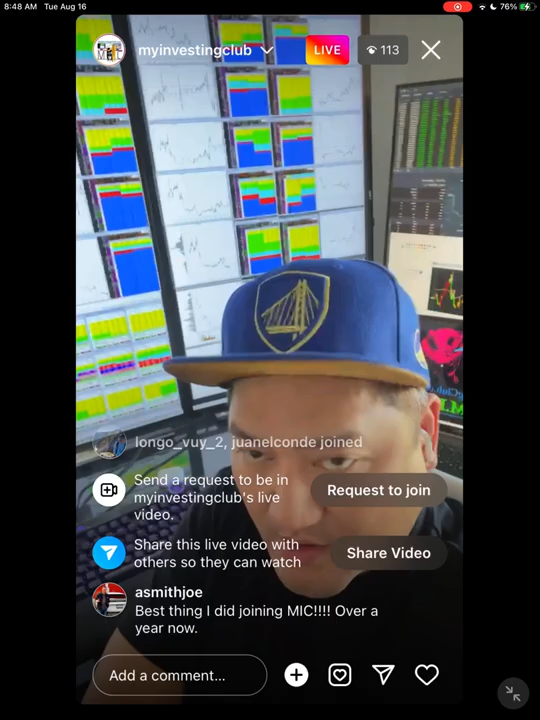 8:48 AM Tue Aug 16
76%
myinvestingclub
LIVE
113
longo_vuy_2, juanelconde joined
Send a request to be in
myinvestingclub's live
video.
Request to join
Share this live video with
others so they can watch
Share Video
asmithjoe
Best thing I did joining MIC!!!! Over a
year now.
Add a comment...